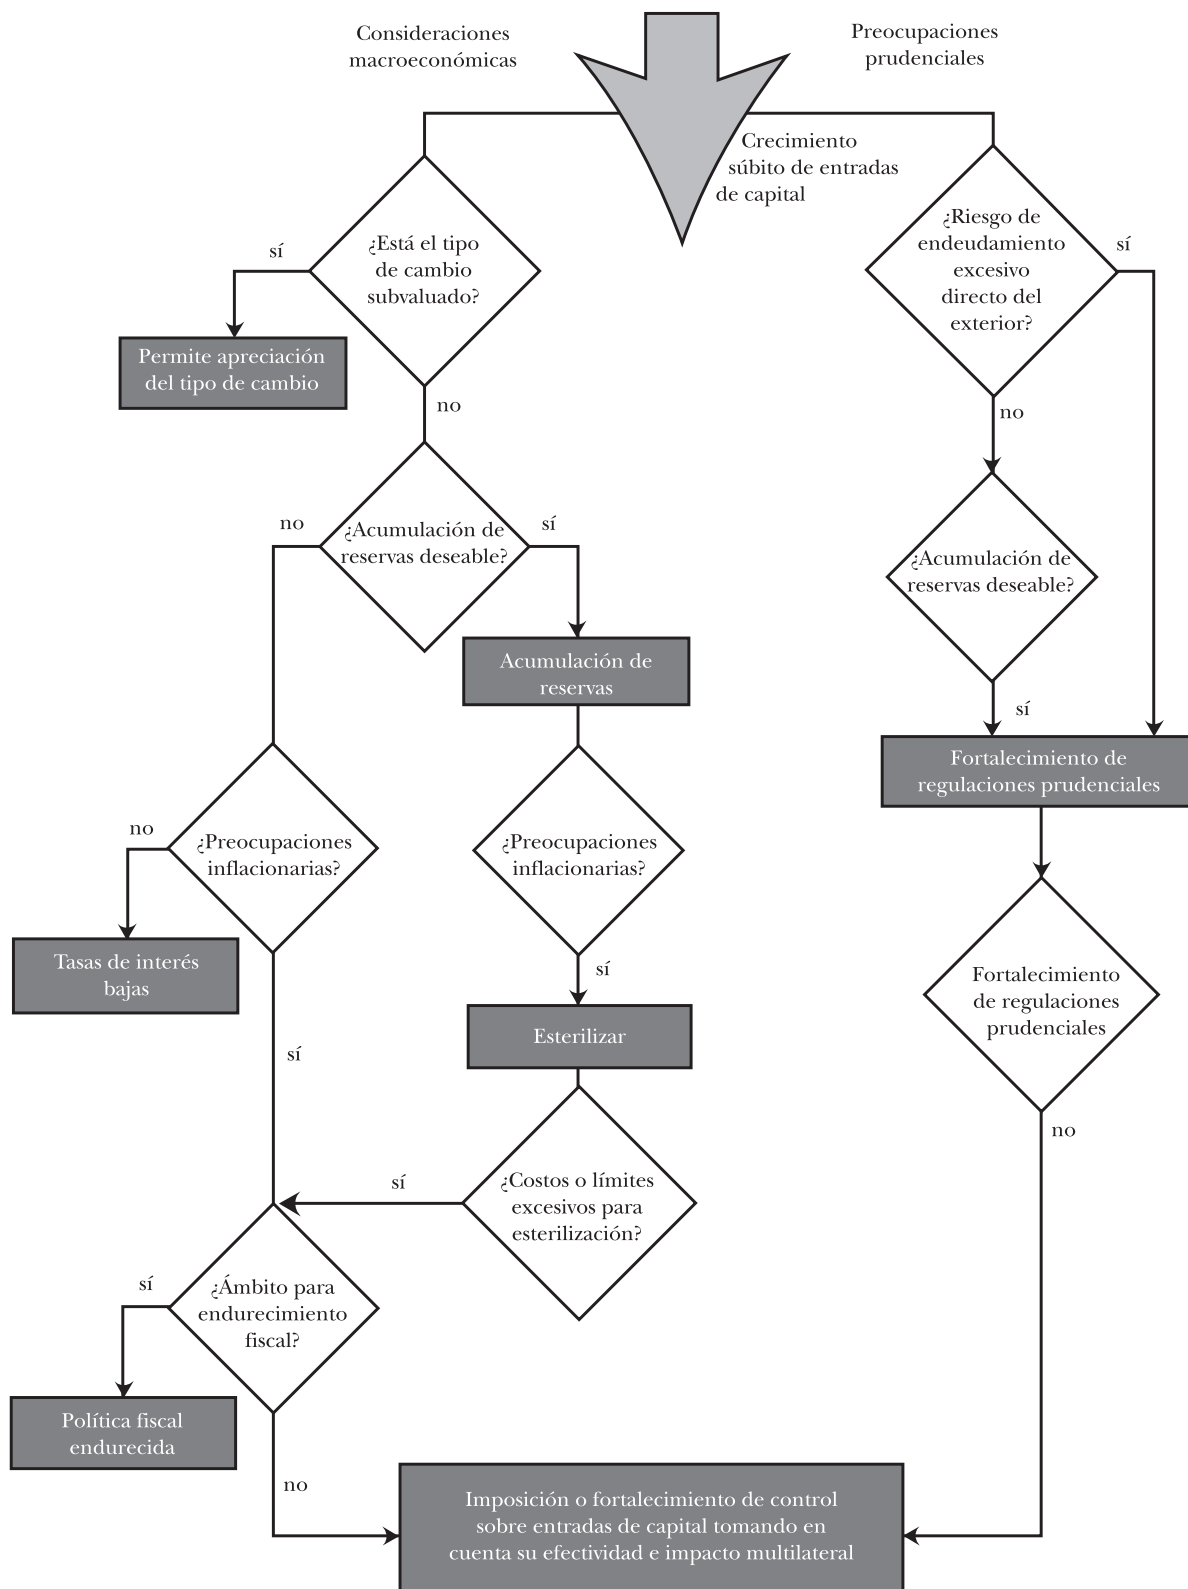 Consideraciones
macroeconómicas
Preocupaciones
prudenciales
Crecimiento
súbito de entradas
de capital
¿Está el tipo
de cambio
subvaluado?
sí
Permite apreciación
del tipo de cambio
no
¿Riesgo de
endeudamiento
excesivo
directo del
exterior?
sí
no
¿Acumulación de
reservas deseable?
no
sí
Acumulación de
reservas
¿Acumulación de
reservas deseable?
sí
Fortalecimiento de
regulaciones prudenciales
¿Preocupaciones
inflacionarias?
no
Tasas de interés
bajas
sí
¿Preocupaciones
inflacionarias?
sí
Esterilizar
Fortalecimiento
de regulaciones
prudenciales
no
¿Costos o límites
excesivos para
esterilización?
sí
¿Ámbito para
endurecimiento
fiscal?
sí
Política fiscal
endurecida
no
Imposición o fortalecimiento de control
sobre entradas de capital tomando en
cuenta su efectividad e impacto multilateral